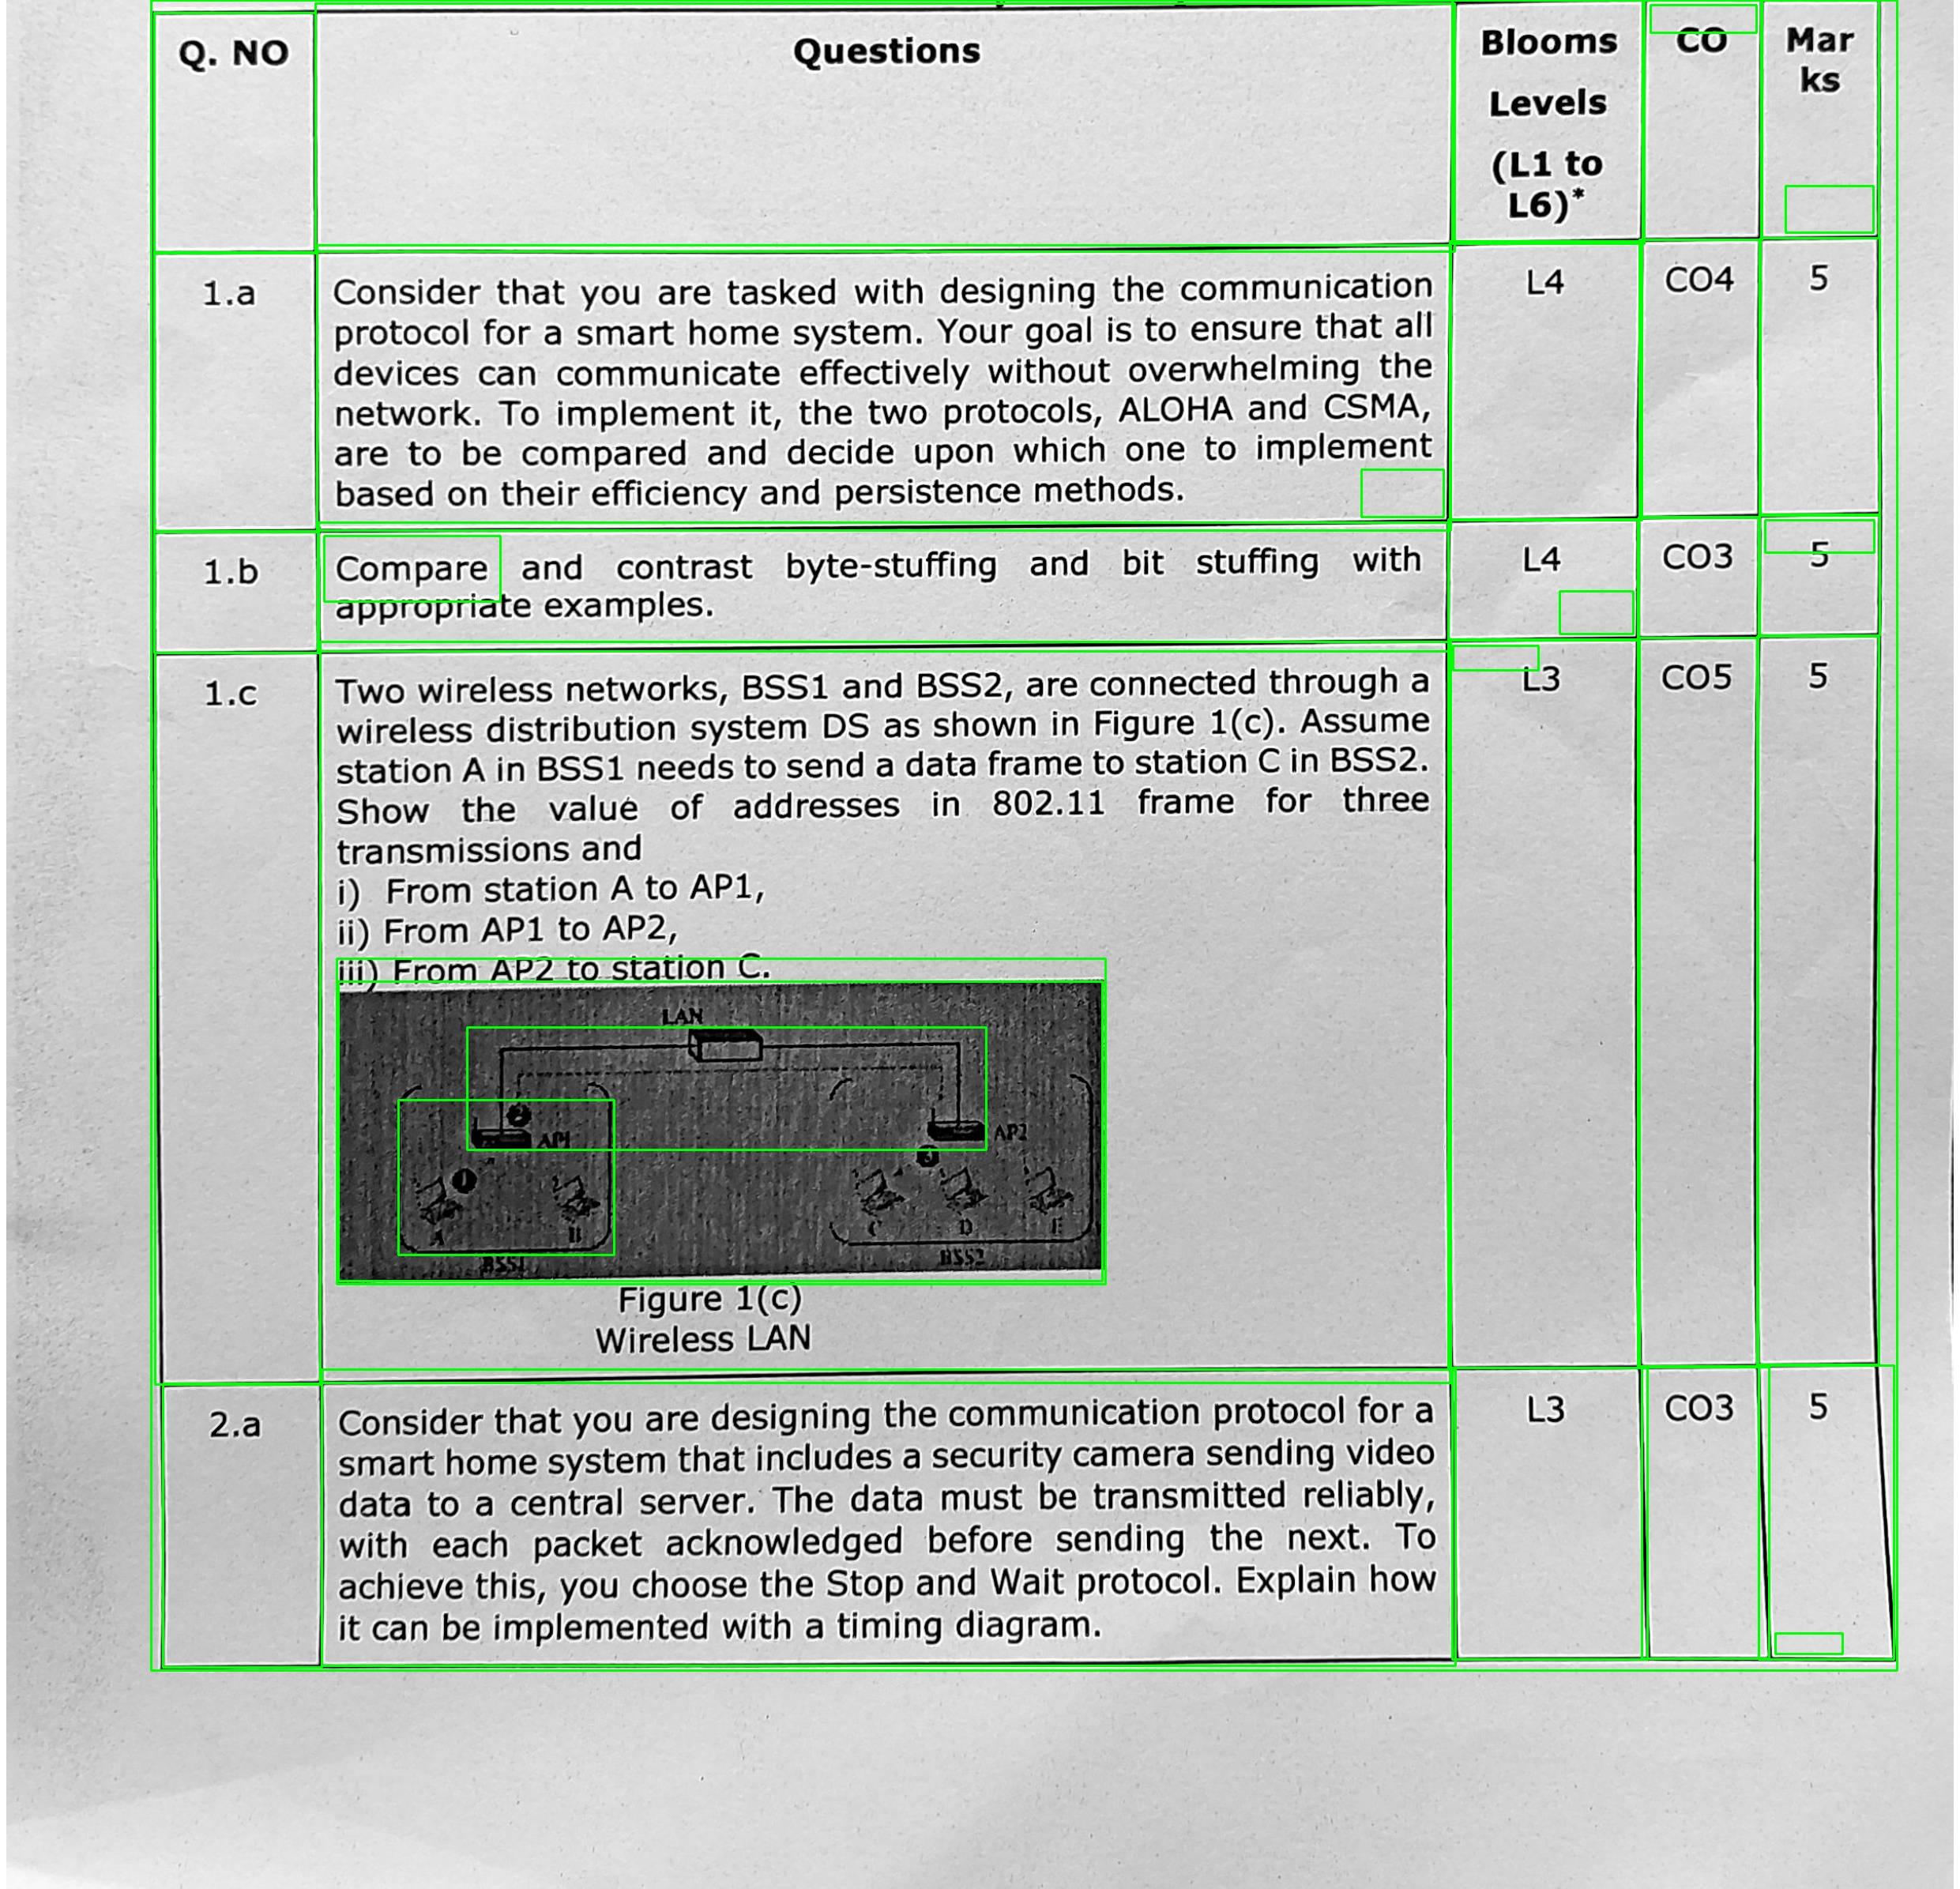 Q. NO
Questions
Blooms
Levels
(L1 to
L6)*
CO
Mar
ks
1.a
Consider that you are tasked with designing the communication
protocol for a smart home system. Your goal is to ensure that all
devices can communicate effectively without overwhelming the
network. To implement it, the two protocols, ALOHA and CSMA,
are to be compared and decide upon which one to implement
based on their efficiency and persistence methods.
L4
CO4
5
1.b
Compare and contrast byte-stuffing and bit stuffing with
appropriate examples.
L4
CO3
5
1.c
Two wireless networks, BSS1 and BSS2, are connected through a
wireless distribution system DS as shown in Figure 1(c). Assume
station A in BSS1 needs to send a data frame to station C in BSS2.
Show the value of addresses in 802.11 frame for three
transmissions and
i) From station A to AP1,
ii) From AP1 to AP2,
iii) From AP2 to station C.
LAN
2
AP1
AP2
3
1
A
B
C
D
E
BSS1
BSS2
Figure 1(c)
Wireless LAN
L3
CO5
5
2.a
Consider that you are designing the communication protocol for a
smart home system that includes a security camera sending video
data to a central server. The data must be transmitted reliably,
with each packet acknowledged before sending the next. To
achieve this, you choose the Stop and Wait protocol. Explain how
it can be implemented with a timing diagram.
L3
CO3
5